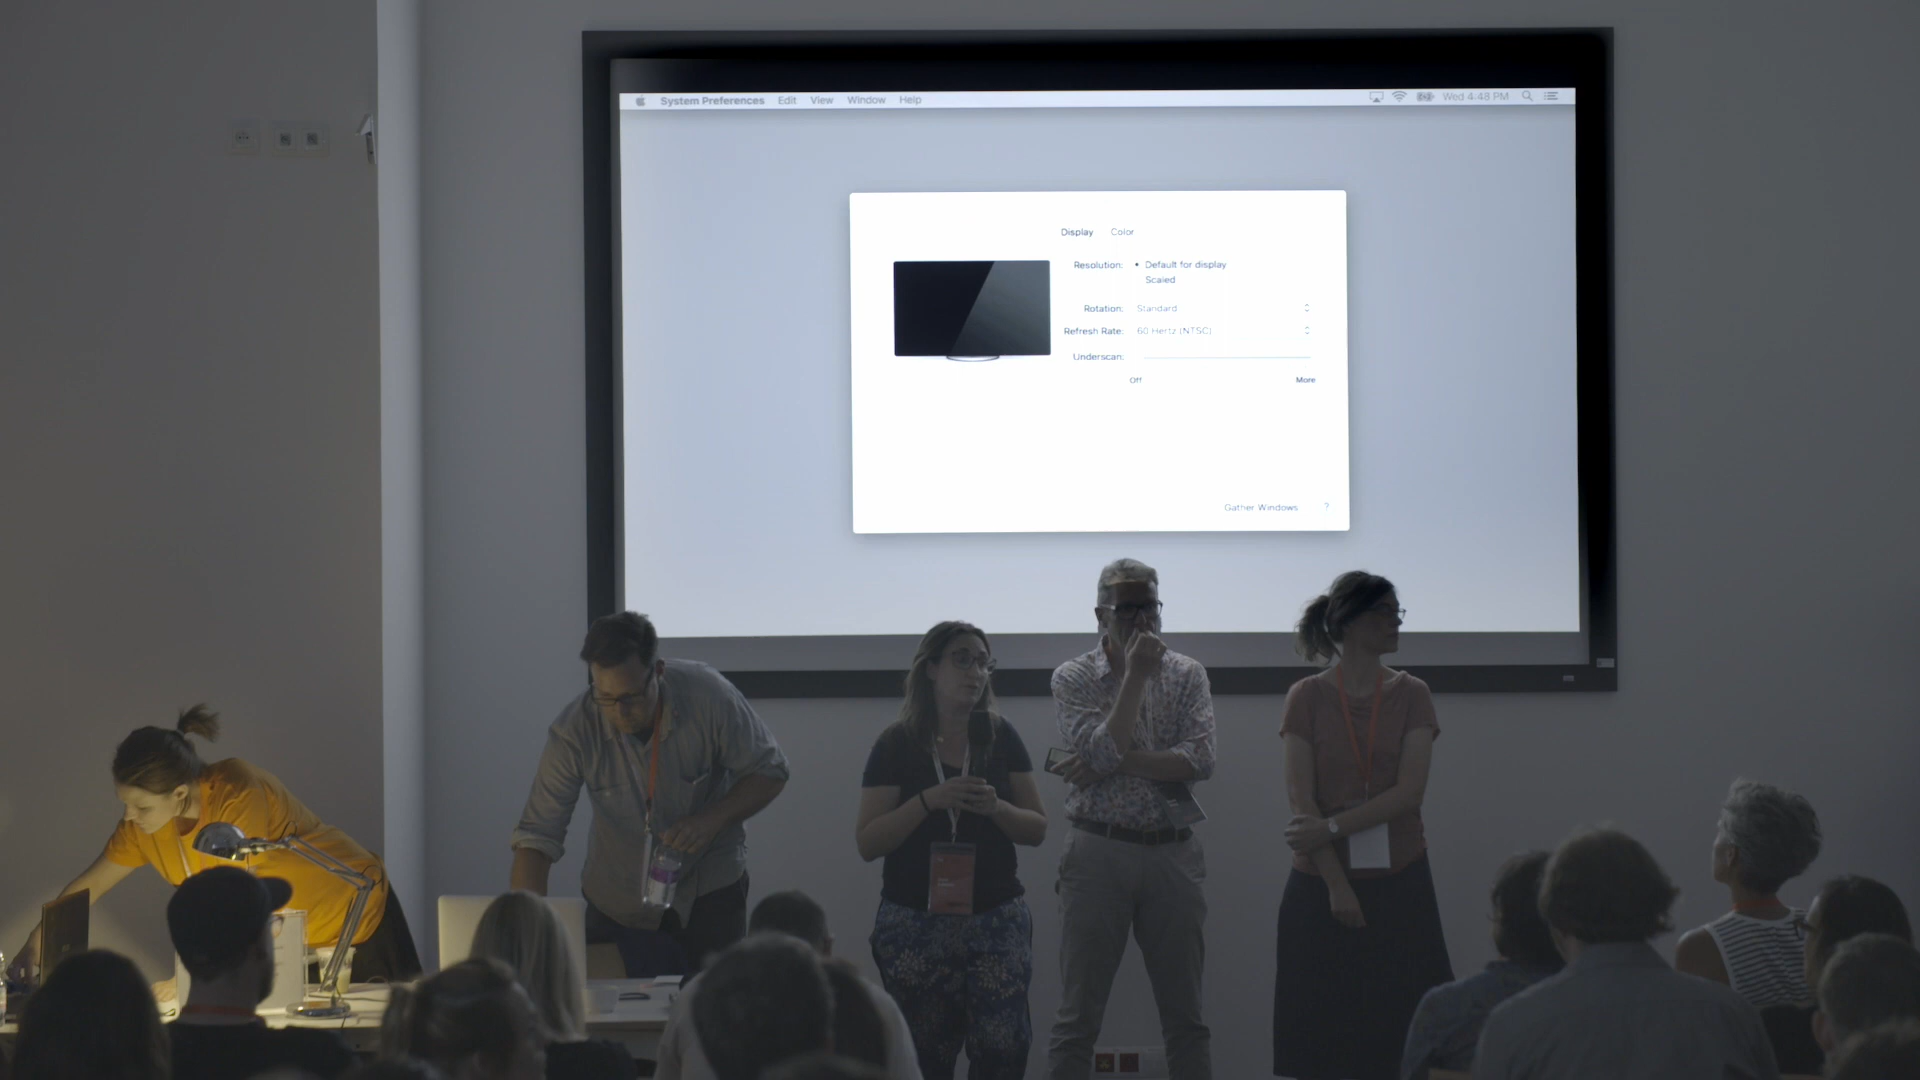 System Preferences Edit View Window Help Wed 4:48 PM
Display Color
Resolution: Default for display
Scaled
Rotation: Standard
Refresh Rate: 60 Hertz (NTSC)
Underscan:
Off More
Gather Windows ?